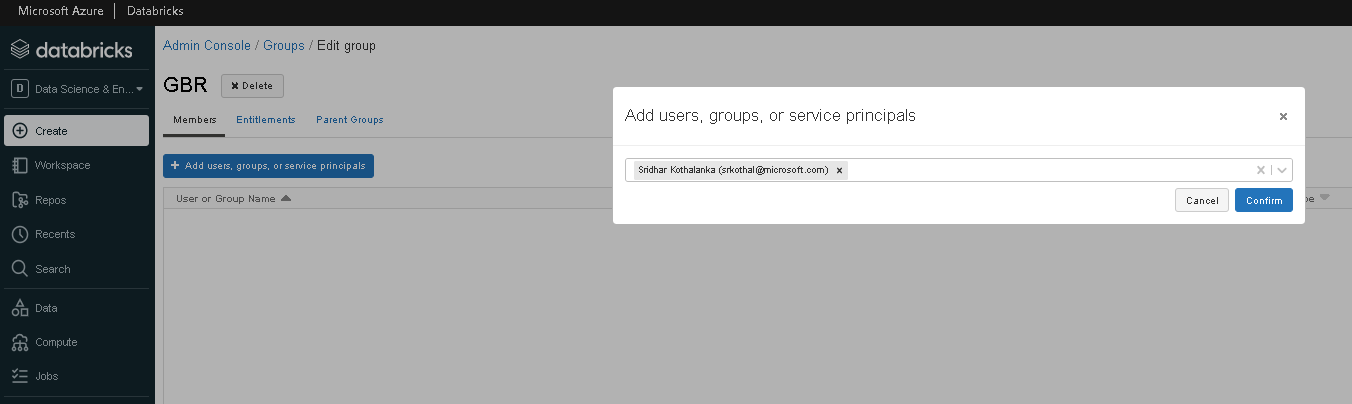 Microsoft Azure | Databricks
databricks
D Data Science & En...
Create
Workspace
Repos
Recents
Search
Data
Compute
Jobs
Admin Console / Groups / Edit group
GBR
Delete
Members Entitlements Parent Groups
+ Add users, groups, or service principals
User or Group Name
Add users, groups, or service principals
Sridhar Kothalanka (srkothal@microsoft.com)
Cancel Confirm